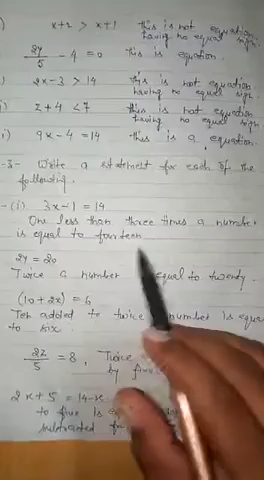 ) x+2 > x+1 this is not equation
having no equal sign.
2y/5 - 4 = 0 this is equation.
) 2x-3 > 14 this is not equation
having no equals sign.
) z+4 < 7 this is not equation
having no equal sign.
) 9x-4 = 14 this is a equation.
-3- Write a statement for each of the
following.
-(i) 3x-1 = 14
One less than three times a number
is equal to fourteen
2y = 20
Twice a number equal to twenty.
(10+2x) = 6
Ten added to twice number is equal
to six.
2z/5 = 8, Twice
by five
2x+5 = 14-
to five is
subtracted